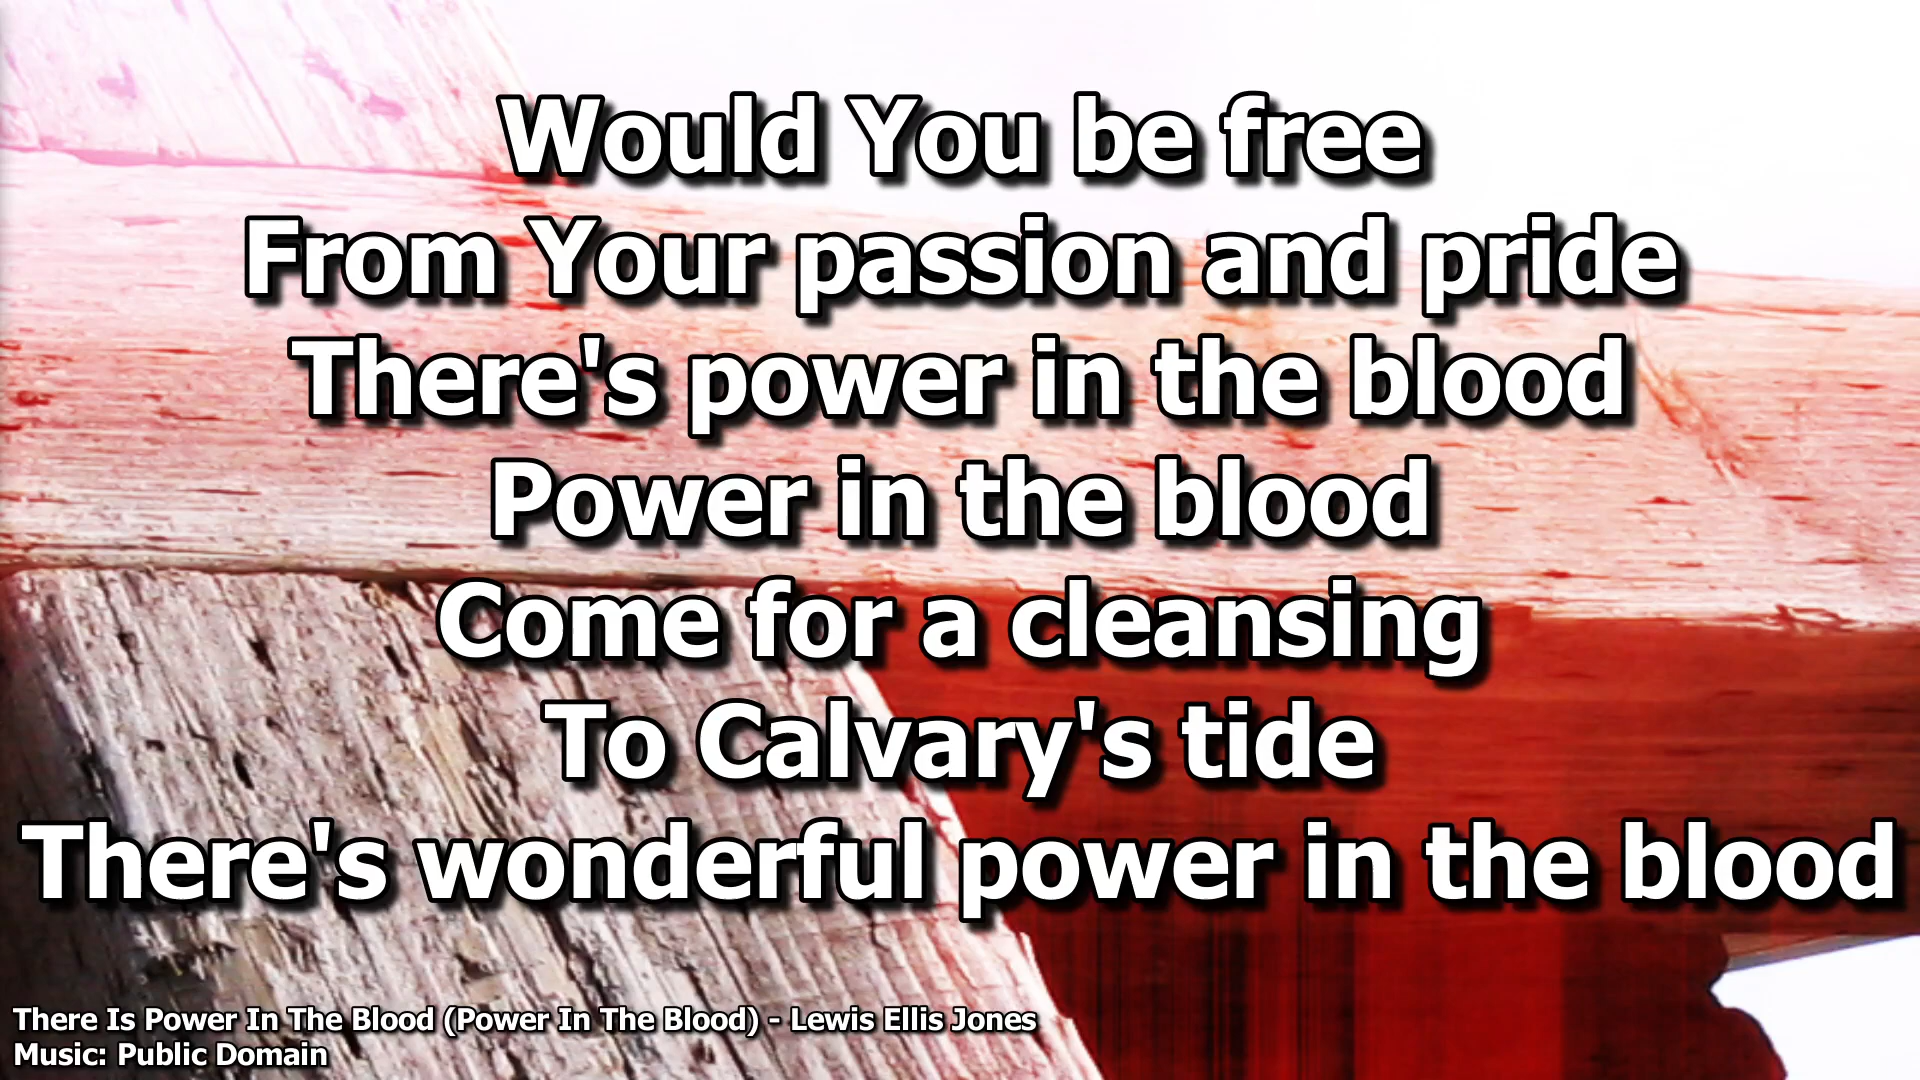 Would You be free
From Your passion and pride
There's power in the blood
Power in the blood
Come for a cleansing
To Calvary's tide
There's wonderful power in the blood
There Is Power In The Blood (Power In The Blood) - Lewis Ellis Jones
Music: Public Domain